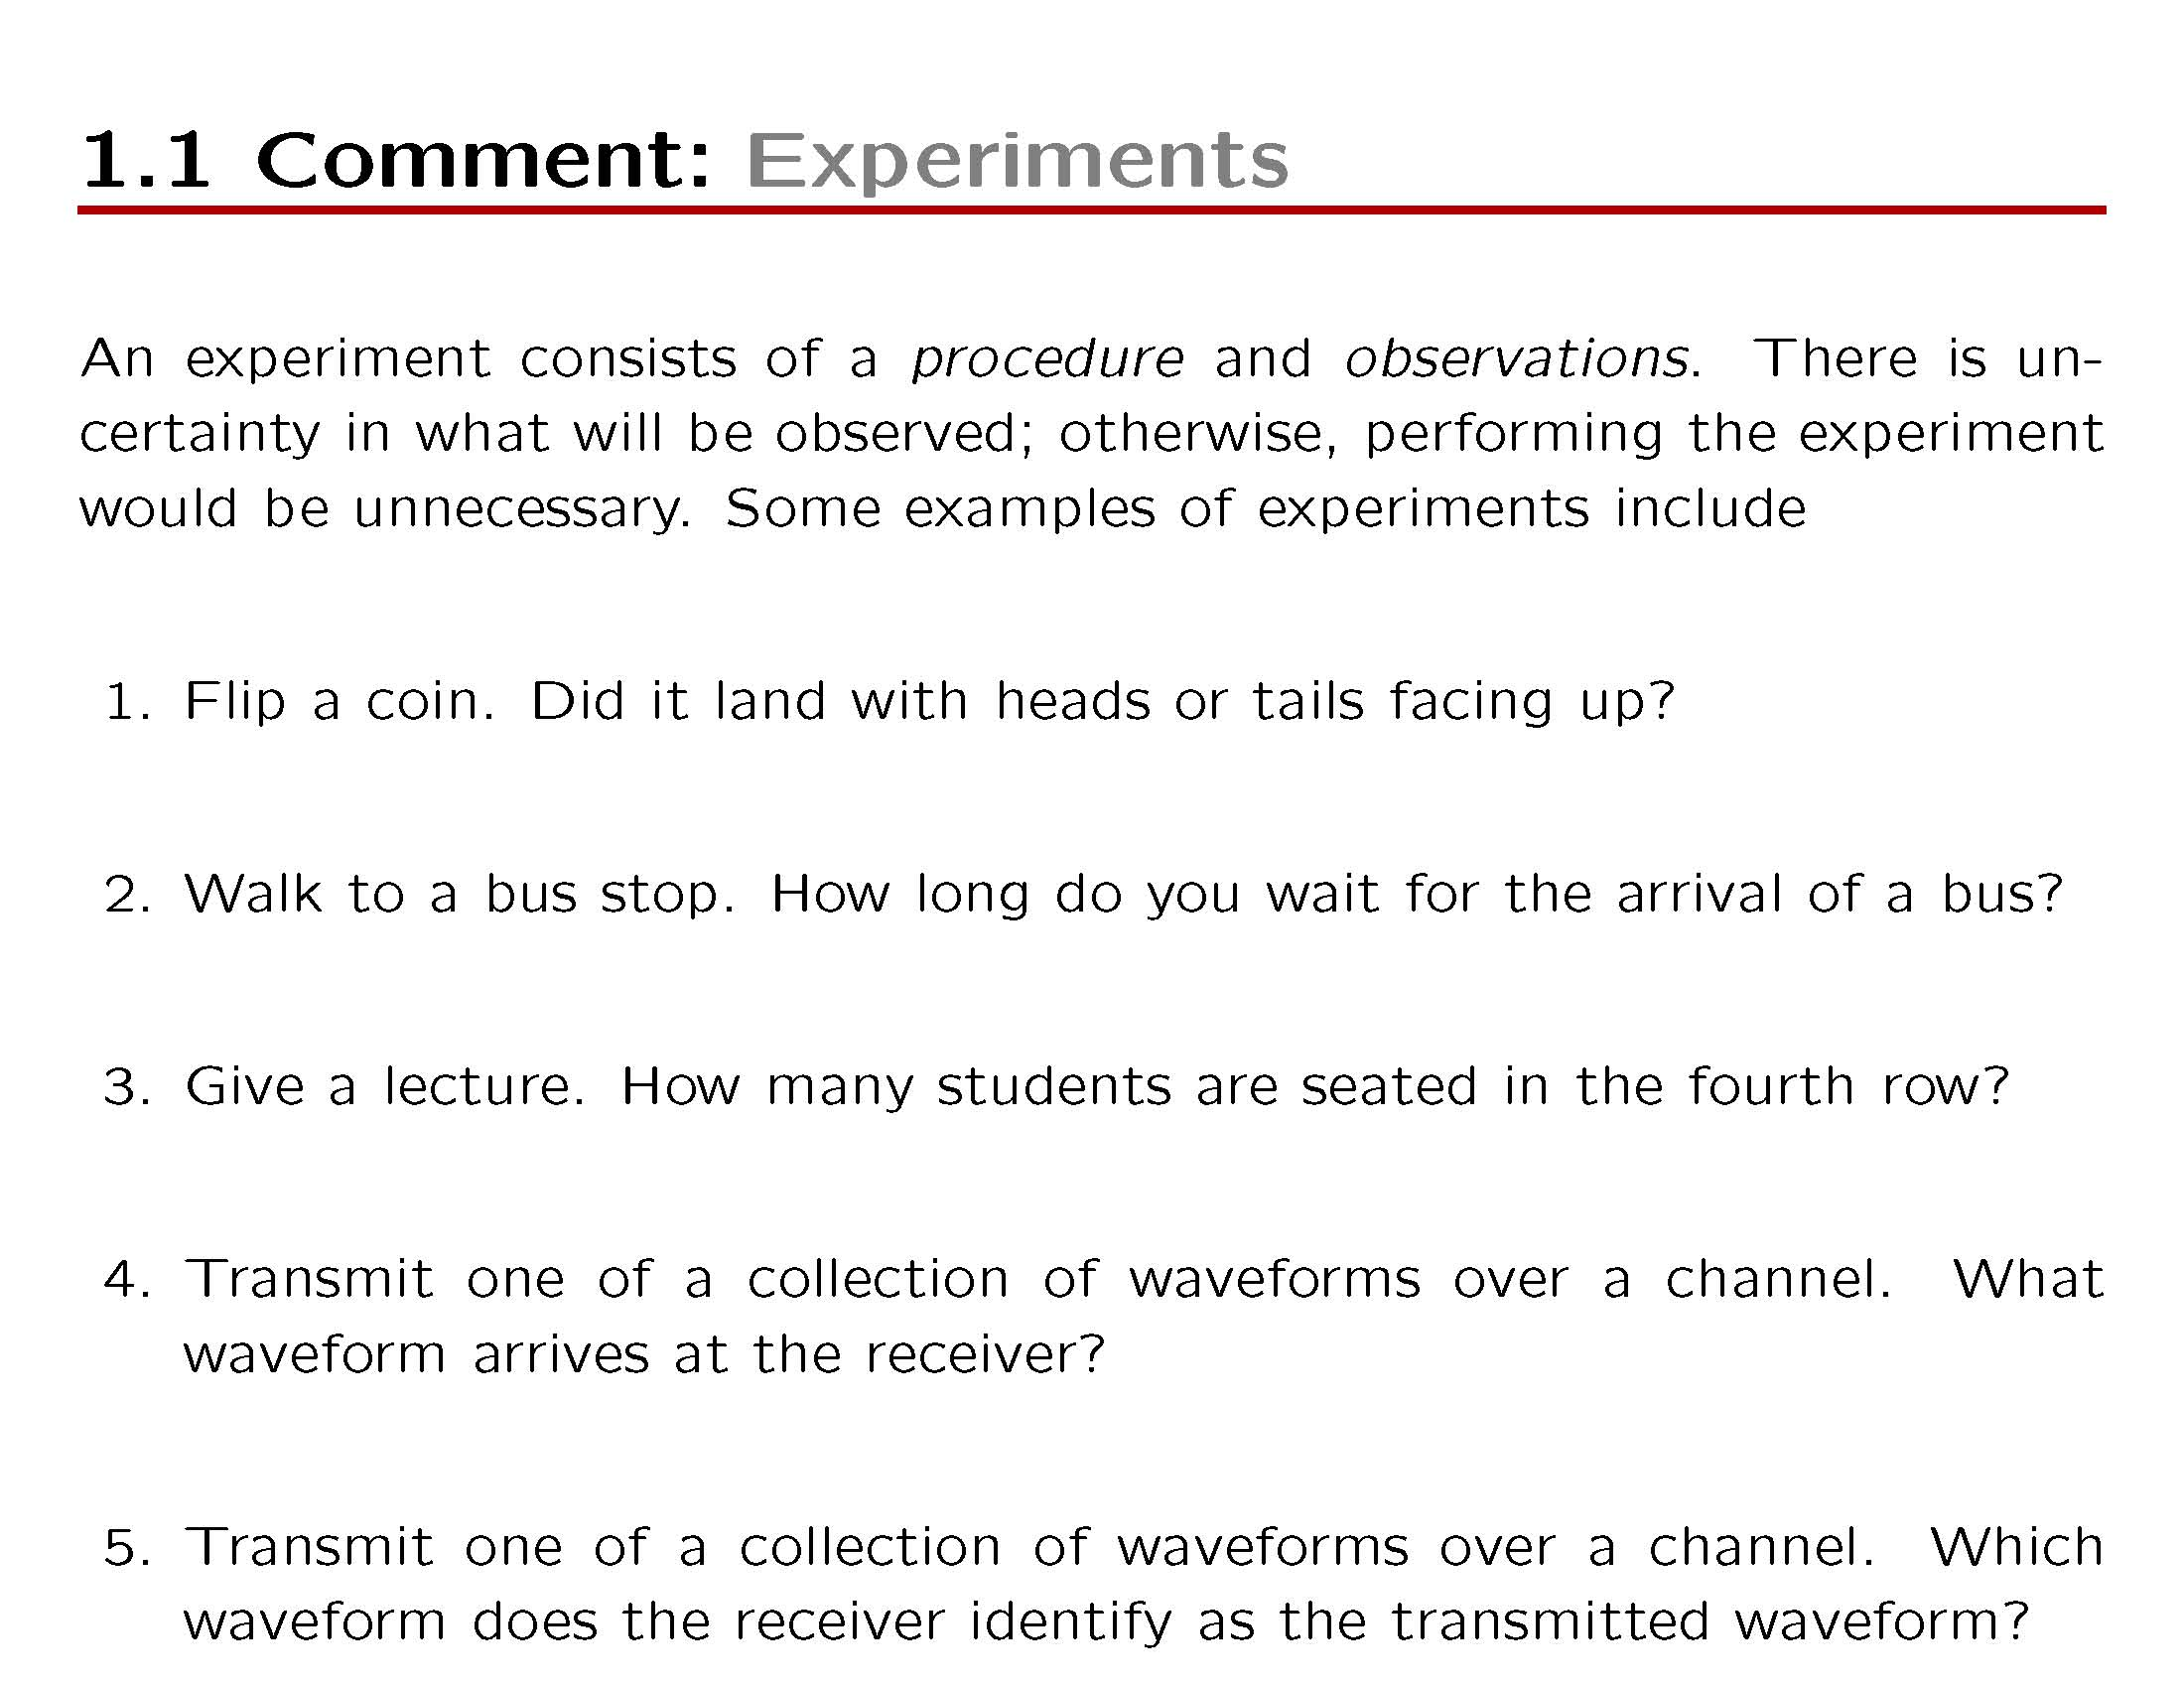 1.1 Comment: Experiments
An experiment consists of a procedure and observations. There is un-
certainty in what will be observed; otherwise, performing the experiment
would be unnecessary. Some examples of experiments include
1. Flip a coin. Did it land with heads or tails facing up?
2. Walk to a bus stop. How long do you wait for the arrival of a bus?
3. Give a lecture. How many students are seated in the fourth row?
4. Transmit one of a collection of waveforms over a channel. What
waveform arrives at the receiver?
5. Transmit one of a collection of waveforms over a channel. Which
waveform does the receiver identify as the transmitted waveform?